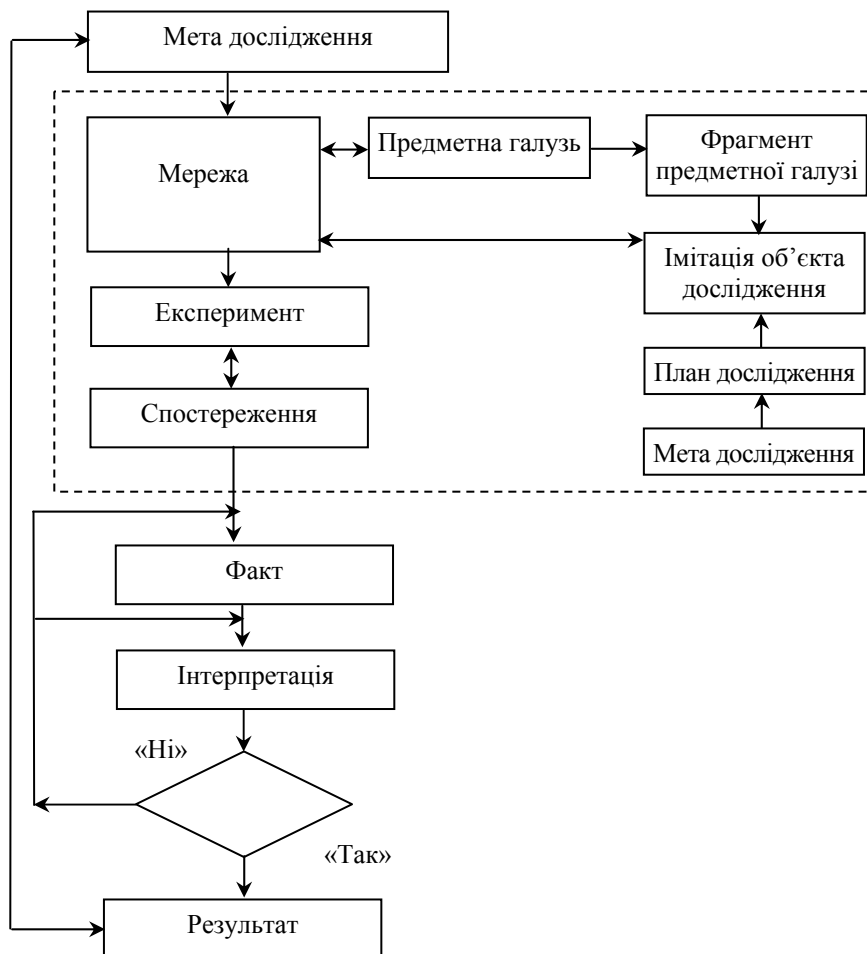 Мета дослідження
Мережа
Предметна галузь
Фрагмент
предметної галузі
Імітація об’єкта
дослідження
Експеримент
План дослідження
Спостереження
Мета дослідження
Факт
Інтерпретація
«Ні»
«Так»
Результат